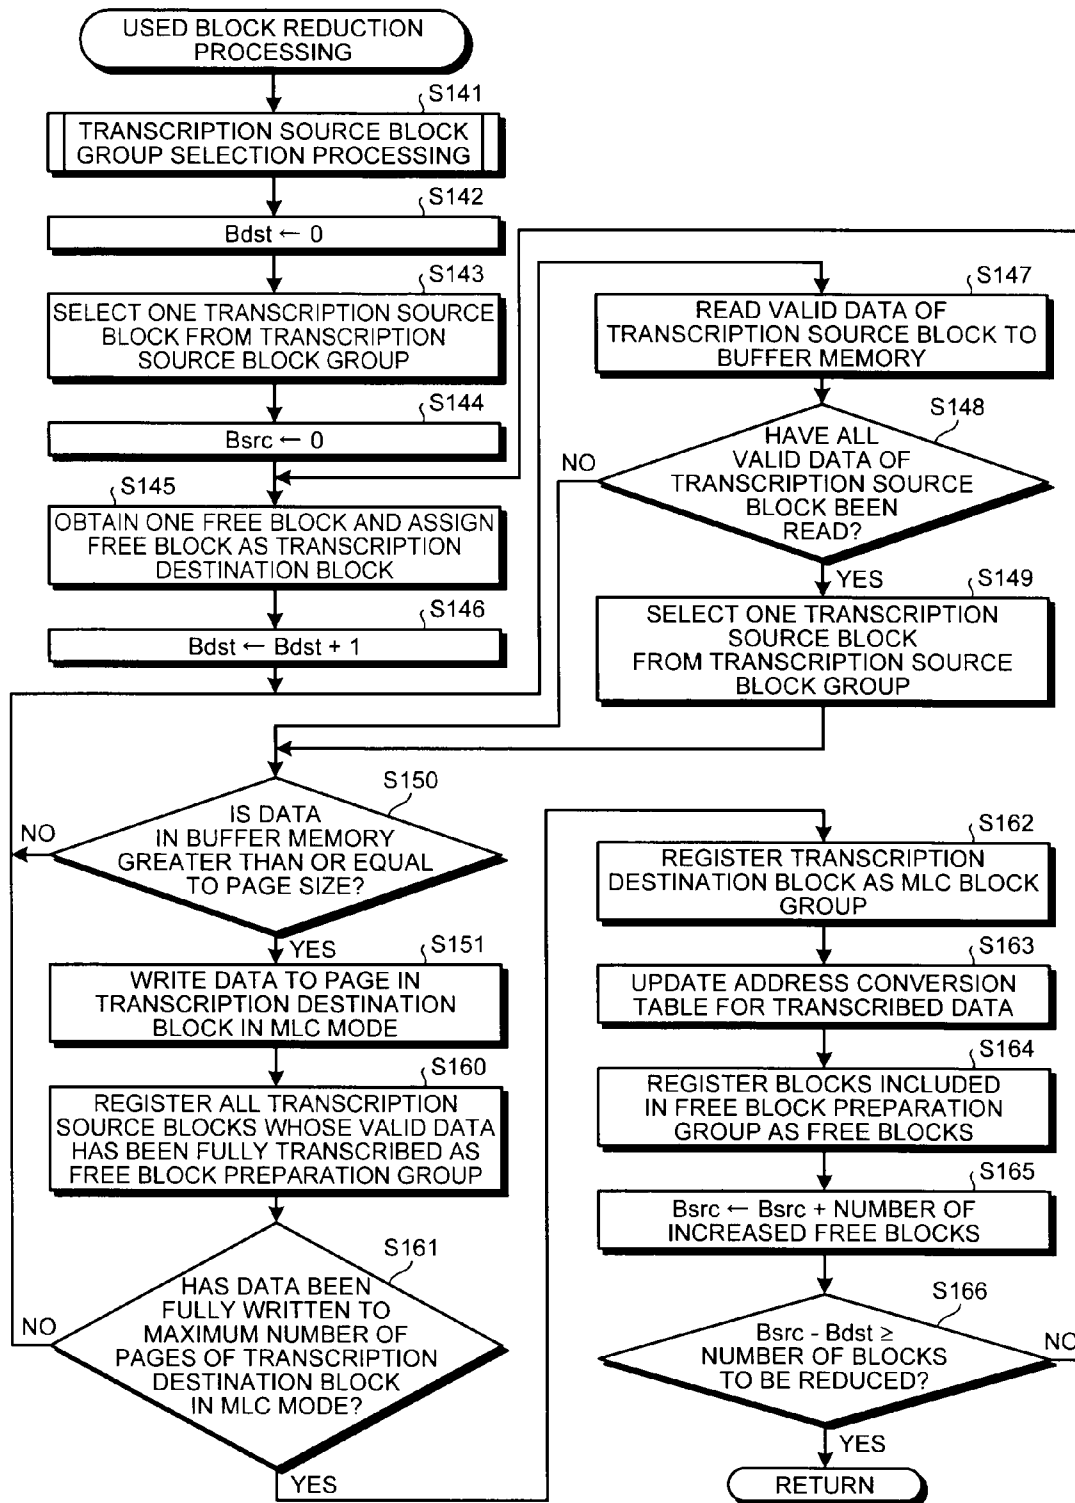 USED BLOCK REDUCTION
PROCESSING
S141
TRANSCRIPTION SOURCE BLOCK
GROUP SELECTION PROCESSING
S142
Bdst ← 0
S143
SELECT ONE TRANSCRIPTION SOURCE
BLOCK FROM TRANSCRIPTION
SOURCE BLOCK GROUP
S144
Bsrc ← 0
S145
OBTAIN ONE FREE BLOCK AND ASSIGN
FREE BLOCK AS TRANSCRIPTION
DESTINATION BLOCK
S146
Bdst ← Bdst + 1
S147
READ VALID DATA OF
TRANSCRIPTION SOURCE BLOCK TO
BUFFER MEMORY
S148
HAVE ALL
VALID DATA OF
TRANSCRIPTION SOURCE
BLOCK BEEN
READ?
NO
YES
S149
SELECT ONE TRANSCRIPTION
SOURCE BLOCK
FROM TRANSCRIPTION SOURCE
BLOCK GROUP
S150
IS DATA
IN BUFFER MEMORY
GREATER THAN OR EQUAL
TO PAGE SIZE?
NO
YES
S151
WRITE DATA TO PAGE IN
TRANSCRIPTION DESTINATION
BLOCK IN MLC MODE
S160
REGISTER ALL TRANSCRIPTION
SOURCE BLOCKS WHOSE VALID DATA
HAS BEEN FULLY TRANSCRIBED AS
FREE BLOCK PREPARATION GROUP
S161
HAS DATA BEEN
FULLY WRITTEN TO
MAXIMUM NUMBER OF
PAGES OF TRANSCRIPTION
DESTINATION BLOCK
IN MLC MODE?
NO
YES
S162
REGISTER TRANSCRIPTION
DESTINATION BLOCK AS MLC BLOCK
GROUP
S163
UPDATE ADDRESS CONVERSION
TABLE FOR TRANSCRIBED DATA
S164
REGISTER BLOCKS INCLUDED
IN FREE BLOCK PREPARATION
GROUP AS FREE BLOCKS
S165
Bsrc ← Bsrc + NUMBER OF
INCREASED FREE BLOCKS
S166
Bsrc - Bdst ≥
NUMBER OF BLOCKS
TO BE REDUCED?
NO
YES
RETURN